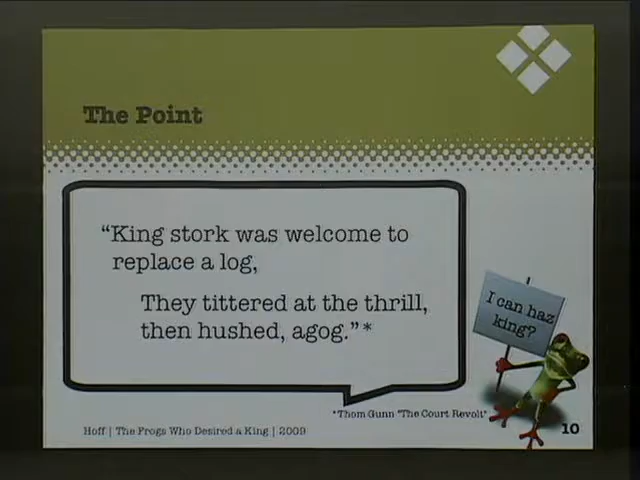 The Point
“King stork was welcome to
replace a log,
They tittered at the thrill,
then hushed, agog.”*
I can haz
king?
*Thom Gunn "The Court Revolt"
Hoff | The Frogs Who Desired a King | 2009
10